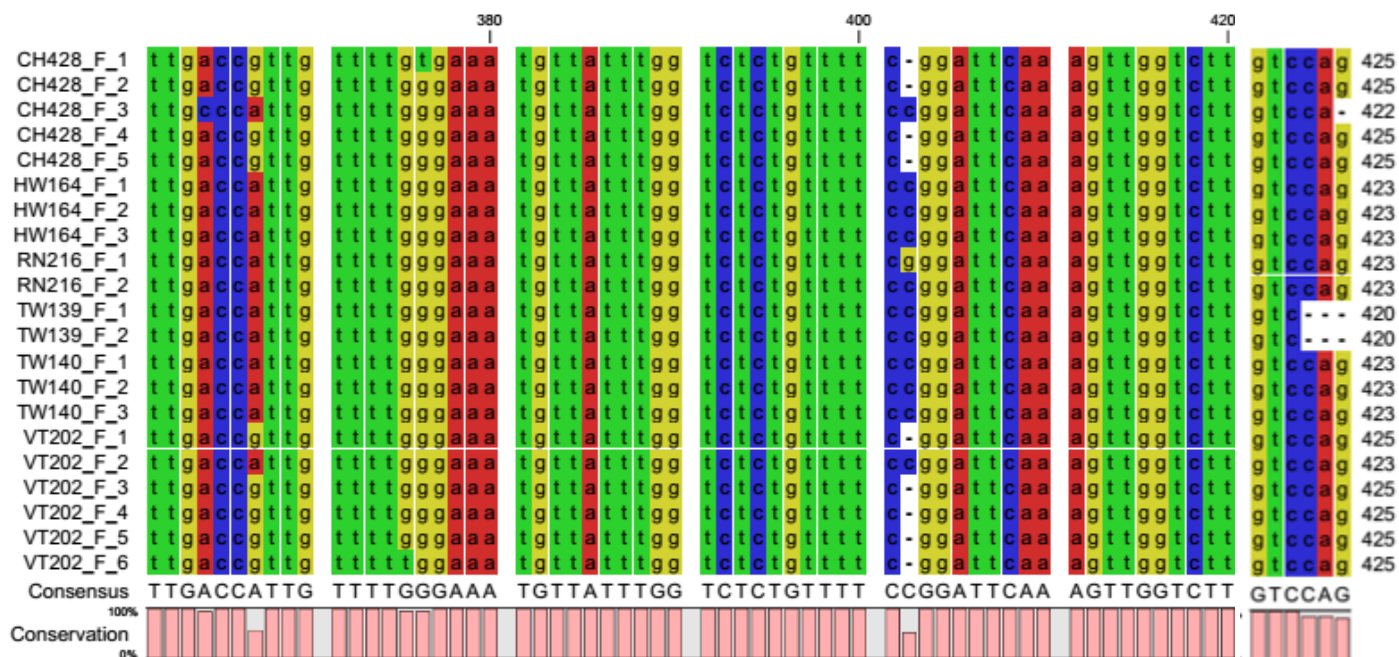 380 400 420
CH428_F_1 ttgaccgttg ttttgtgaaa tgttatttgg tctctgtttt c-ggattcaa agttggtctt gtccag 425
CH428_F_2 ttgaccgttg ttttgggaaa tgttatttgg tctctgtttt c-ggattcaa agttggtctt gtccag 425
CH428_F_3 ttgcccattg ttttgggaaa tgttatttgg tctctgtttt ccggattcaa agttggtctt gtcca- 422
CH428_F_4 ttgaccgttg ttttgggaaa tgttatttgg tctctgtttt c-ggattcaa agttggtctt gtccag 425
CH428_F_5 ttgaccgttg ttttgggaaa tgttatttgg tctctgtttt c-ggattcaa agttggtctt gtccag 425
HW164_F_1 ttgaccattg ttttgggaaa tgttatttgg tctctgtttt ccggattcaa agttggtctt gtccag 423
HW164_F_2 ttgaccattg ttttgggaaa tgttatttgg tctctgtttt ccggattcaa agttggtctt gtccag 423
HW164_F_3 ttgaccattg ttttgggaaa tgttatttgg tctctgtttt ccggattcaa agttggtctt gtccag 423
RN216_F_1 ttgaccattg ttttgggaaa tgttatttgg tctctgtttt cgggattcaa agttggtctt gtccag 423
RN216_F_2 ttgaccattg ttttgggaaa tgttatttgg tctctgtttt ccggattcaa agttggtctt gtccag 423
TW139_F_1 ttgaccattg ttttgggaaa tgttatttgg tctctgtttt ccggattcaa agttggtctt gtc--- 420
TW139_F_2 ttgaccattg ttttgggaaa tgttatttgg tctctgtttt ccggattcaa agttggtctt gtc--- 420
TW140_F_1 ttgaccattg ttttgggaaa tgttatttgg tctctgtttt ccggattcaa agttggtctt gtccag 423
TW140_F_2 ttgaccattg ttttgggaaa tgttatttgg tctctgtttt ccggattcaa agttggtctt gtccag 423
TW140_F_3 ttgaccattg ttttgggaaa tgttatttgg tctctgtttt ccggattcaa agttggtctt gtccag 423
VT202_F_1 ttgaccgttg ttttgggaaa tgttatttgg tctctgtttt c-ggattcaa agttggtctt gtccag 425
VT202_F_2 ttgaccattg ttttgggaaa tgttatttgg tctctgtttt ccggattcaa agttggtctt gtccag 423
VT202_F_3 ttgaccgttg ttttgggaaa tgttatttgg tctctgtttt c-ggattcaa agttggtctt gtccag 425
VT202_F_4 ttgaccgttg ttttgggaaa tgttatttgg tctctgtttt c-ggattcaa agttggtctt gtccag 425
VT202_F_5 ttgaccgttg ttttgggaaa tgttatttgg tctctgtttt c-ggattcaa agttggtctt gtccag 425
VT202_F_6 ttgaccgttg tttttggaaa tgttatttgg tctctgtttt c-ggattcaa agttggtctt gtccag 425
Consensus TTGACCATTG TTTTGGGAAA TGTTATTTGG TCTCTGTTTT CCGGATTCAA AGTTGGTCTT GTCCAG
100%
Conservation
0%